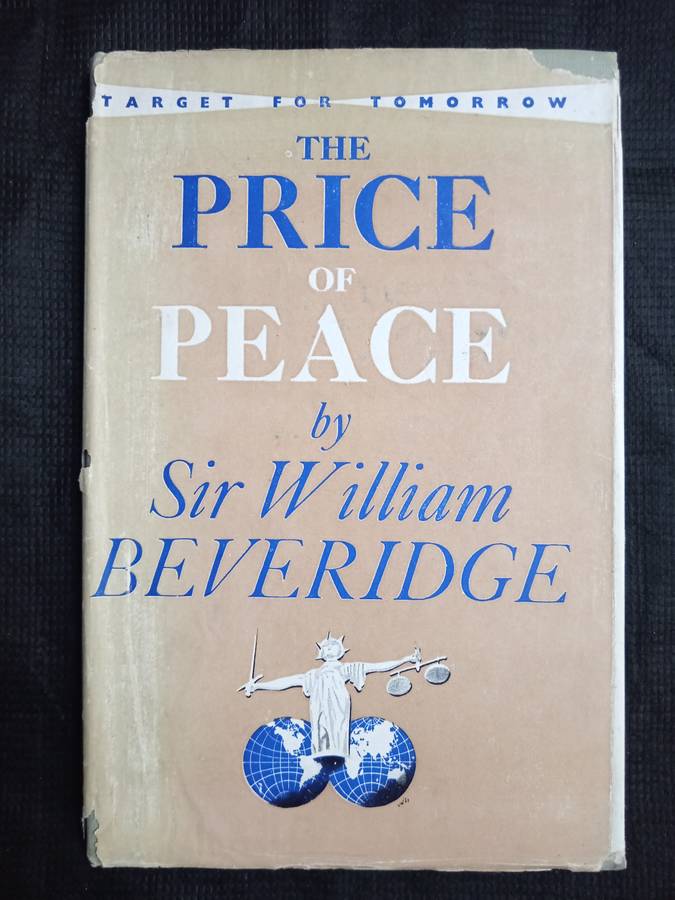 TARGET FOR TOMORROW
THE
PRICE
OF
PEACE
by
Sir William
BEVERIDGE